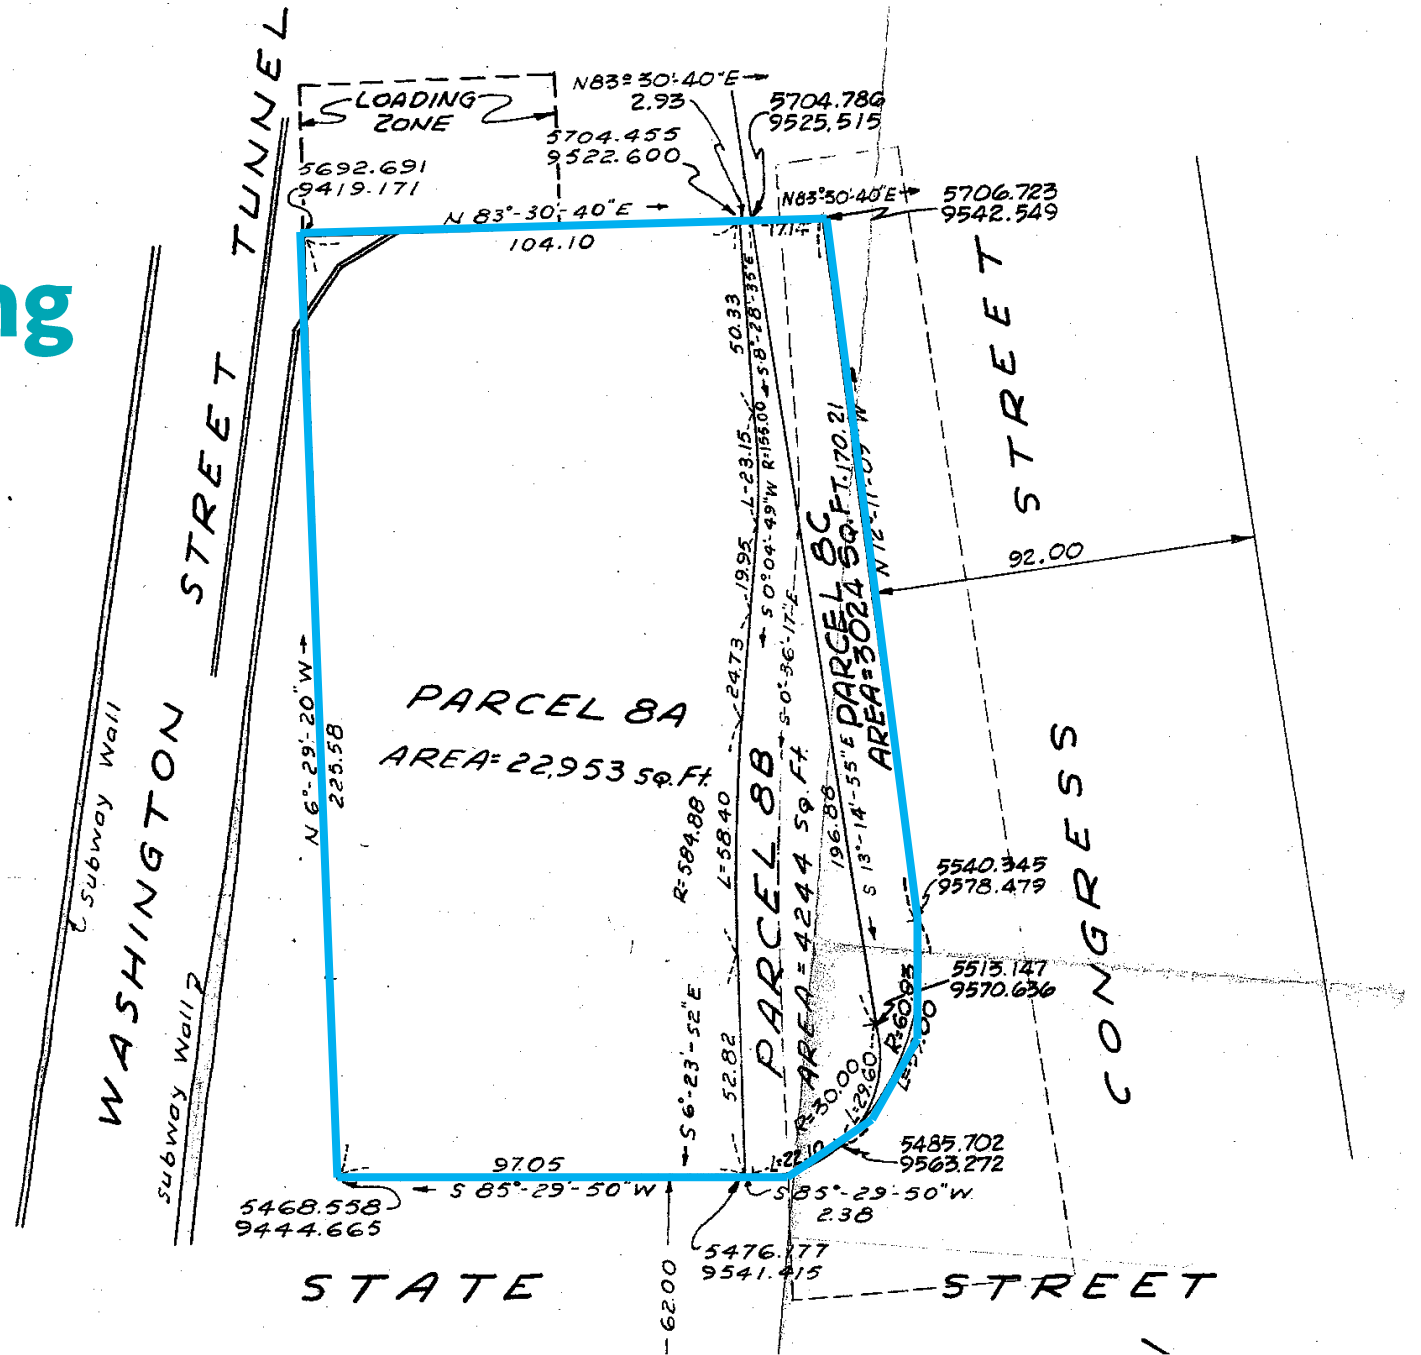 TUNNEL
STREET
WASHINGTON
ng
LOADING
ZONE
N83°30'-40"E
2.93
5704.786
9525.515
5704.455
9522.600
5692.691
9419.171
N 83°-30'-40"E
104.10
N83°-30'-40"E
17.14
5706.723
9542.549
STREET
CONGRESS
92.00
50.33
S 8°-28'-35"E
L=23.15
R=155.00
19.95
S 0°04'-49"W
24.73
S-0°-36'-17"E
PARCEL 8C
AREA=3024 SQ.FT.
170.21
N 12°-11'-09" W
PARCEL 8A
AREA=22,953 Sq.Ft.
N 6°-29'-20"W
225.58
R=584.88
L=58.40
PARCEL 8B
AREA=4244 Sq. Ft.
196.88
S 13°-14'-55"E
5540.345
9578.479
5513.147
9570.636
R=60.93
R=30.00
L=29.60
52.82
S 6°-23'-52"E
5485.702
9563.272
97.05
S 85°-29'-50"W
S 85°-29'-50"W
2.38
5468.558
9444.665
5476.177
9541.415
62.00
Subway Wall
Subway Wall
STATE
STREET